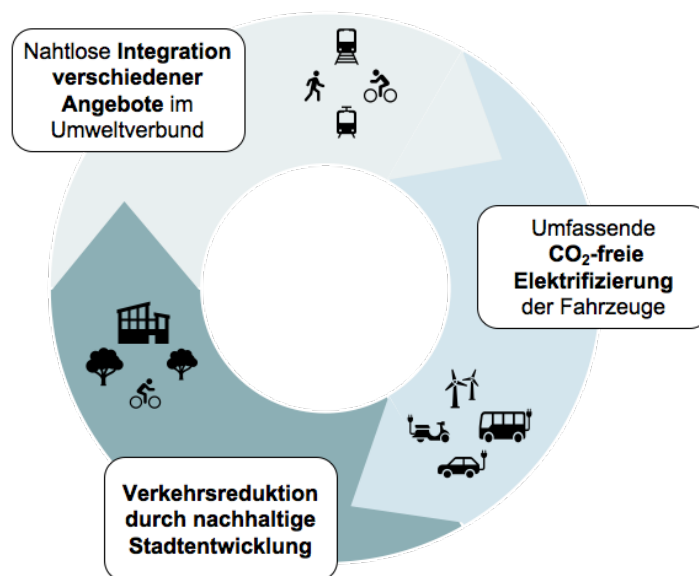 Nahtlose Integration
verschiedener
Angebote im
Umweltverbund
Umfassende
CO₂-freie
Elektrifizierung
der Fahrzeuge
Verkehrsreduktion
durch nachhaltige
Stadtentwicklung